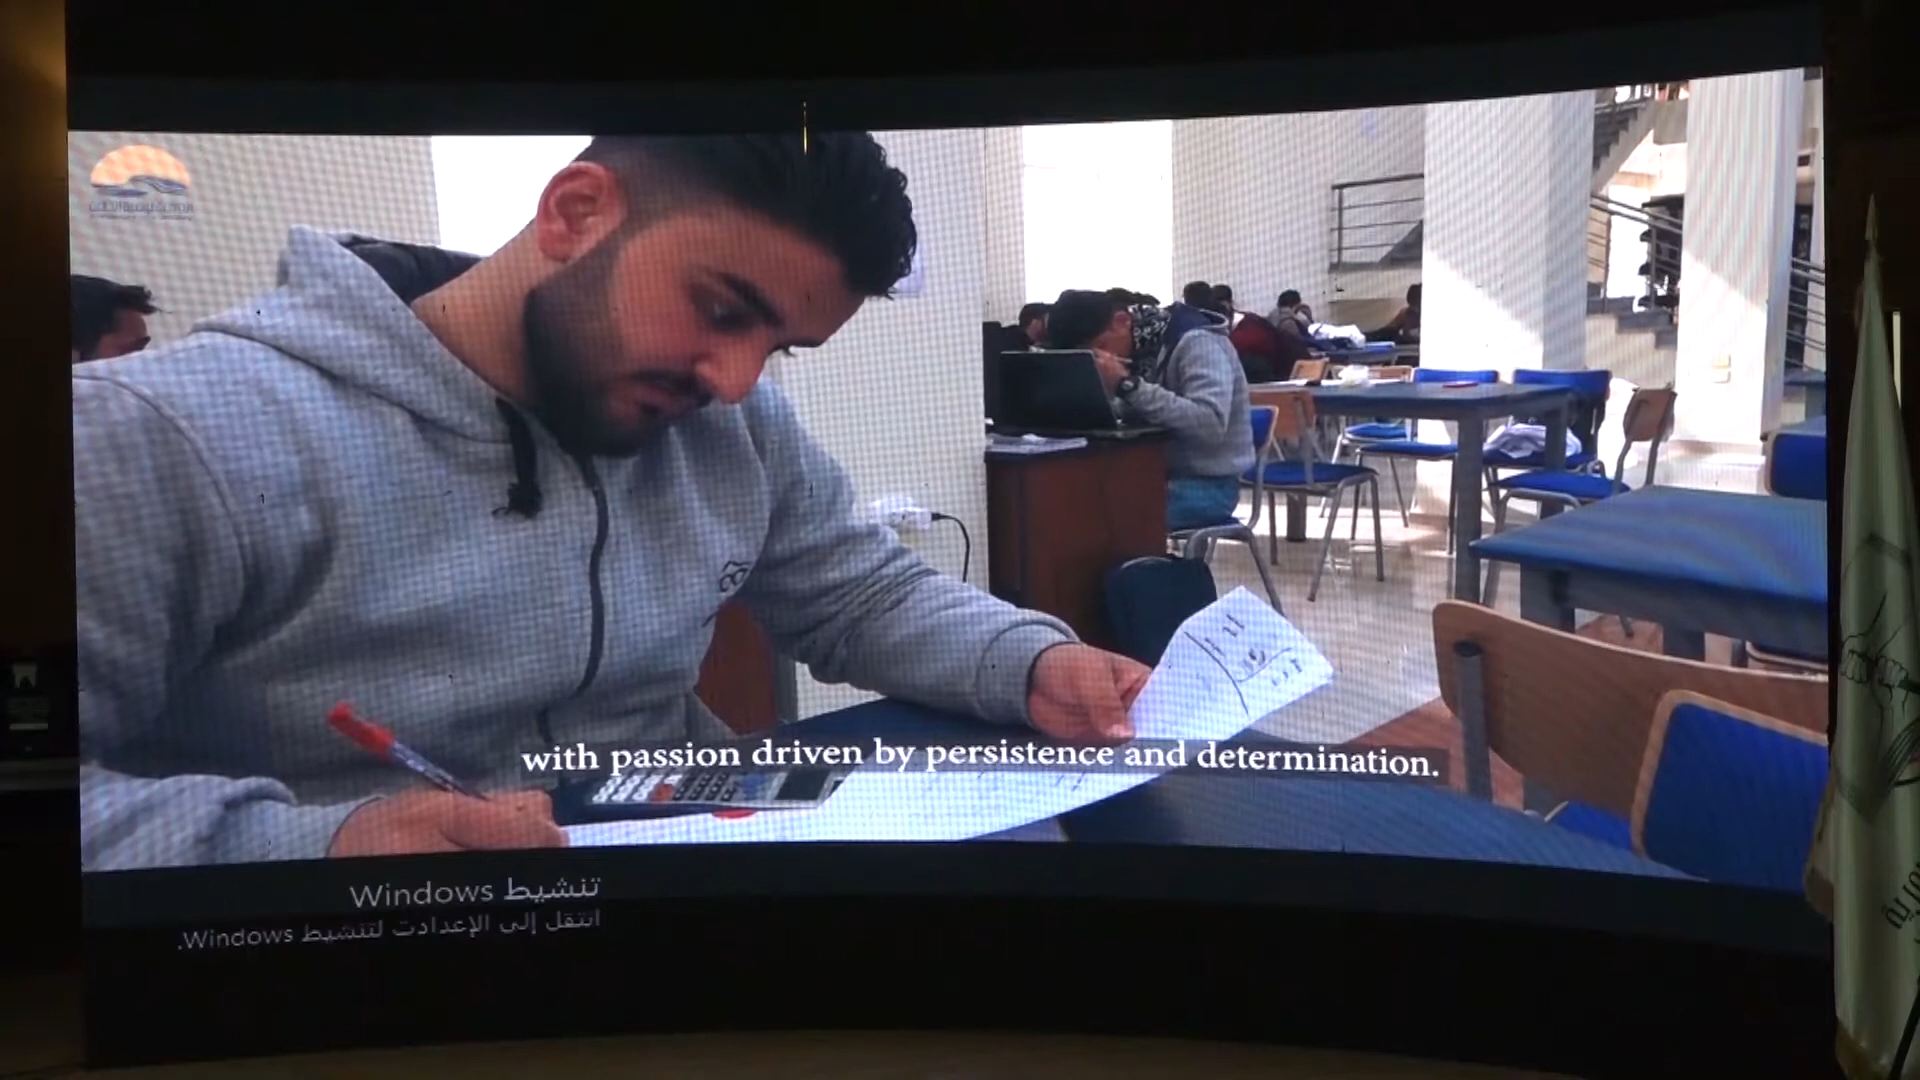 with passion driven by persistence and determination.
تنشيط Windows
انتقل إلى الإعدادت لتنشيط Windows.